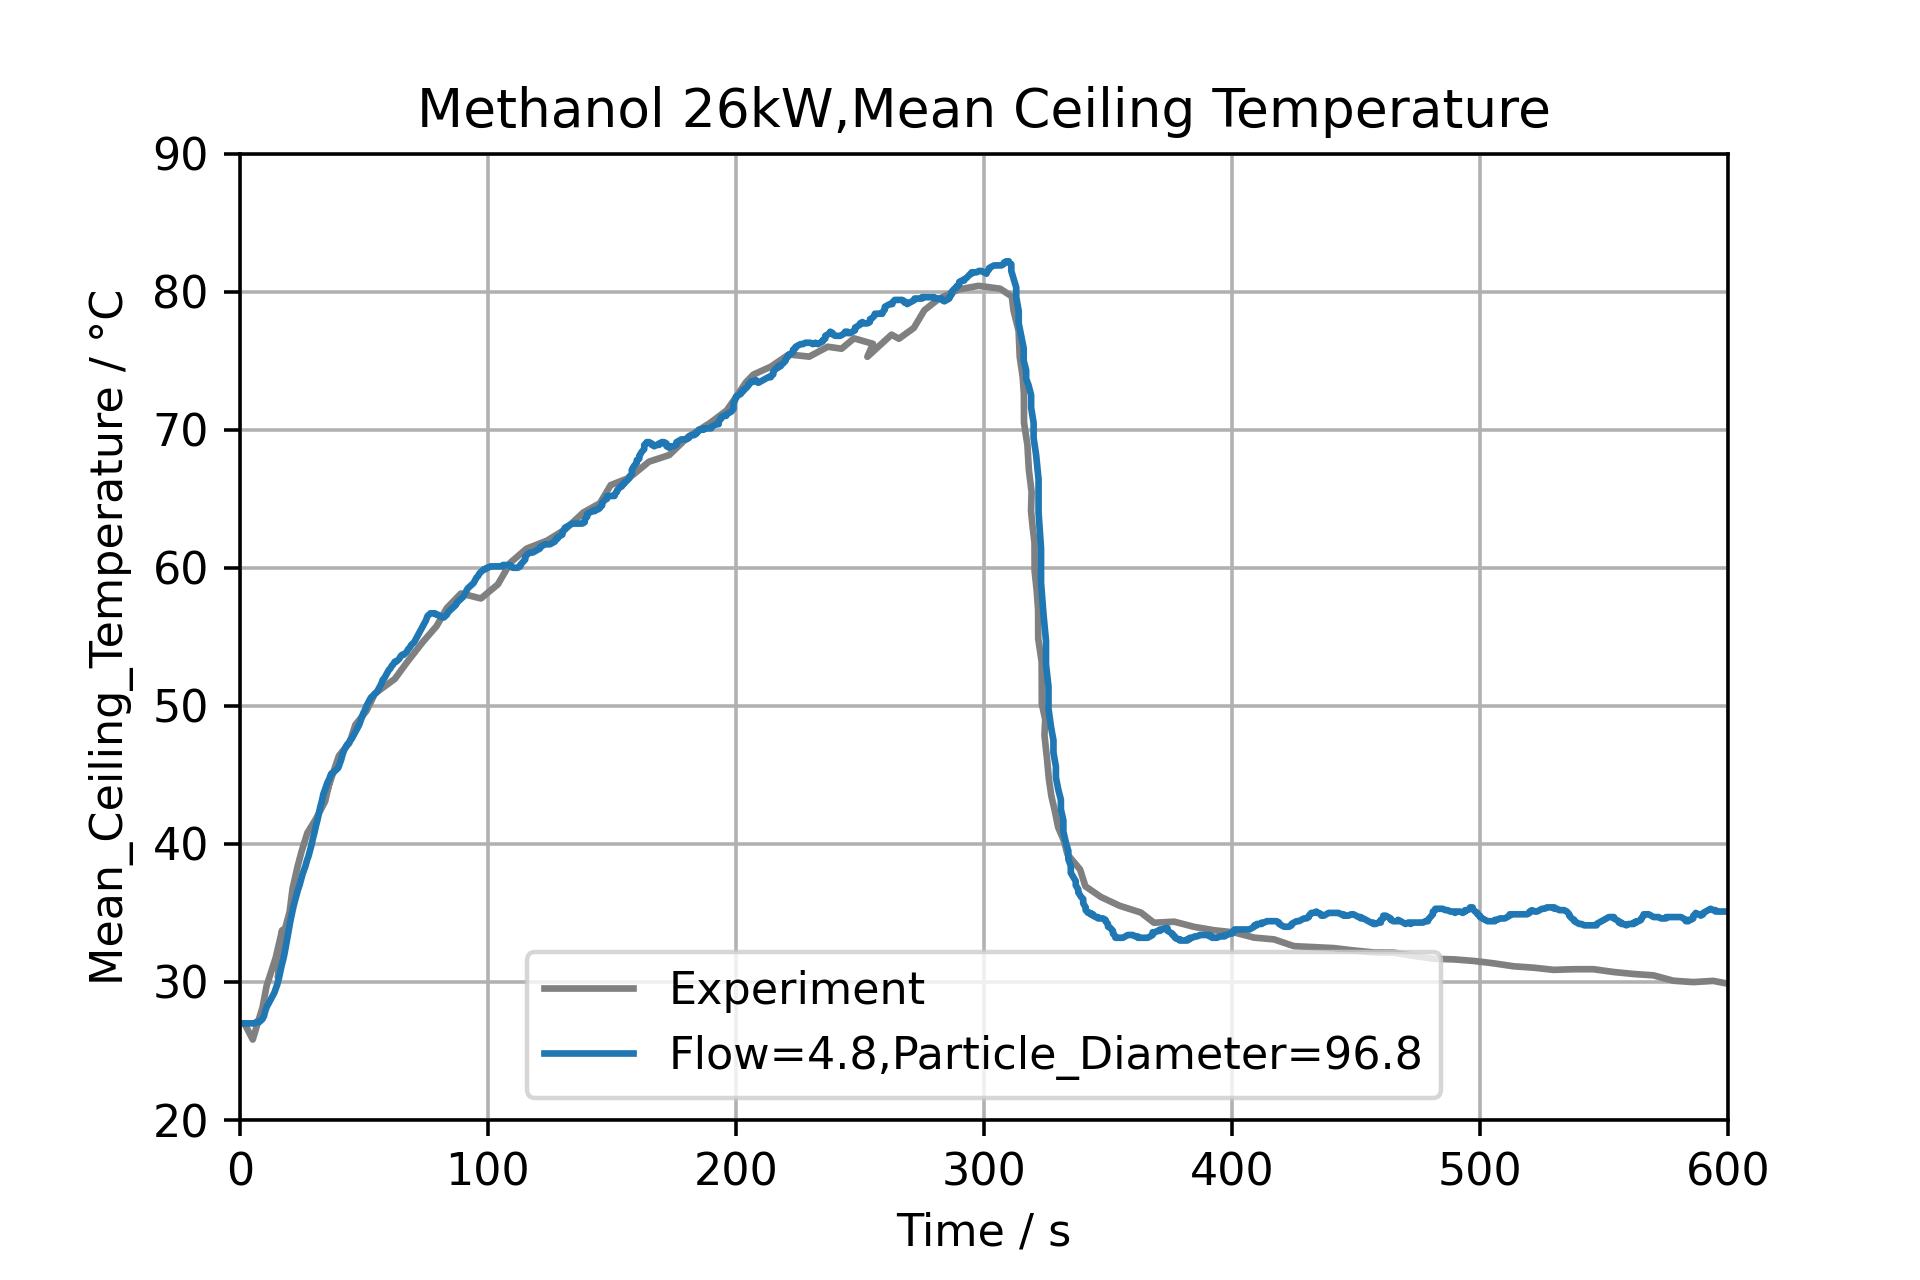 Methanol 26kW,Mean Ceiling Temperature
Mean_Ceiling_Temperature / °C
90
80
70
60
50
40
30
20
Experiment
Flow=4.8,Particle_Diameter=96.8
0 100 200 300 400 500 600
Time / s